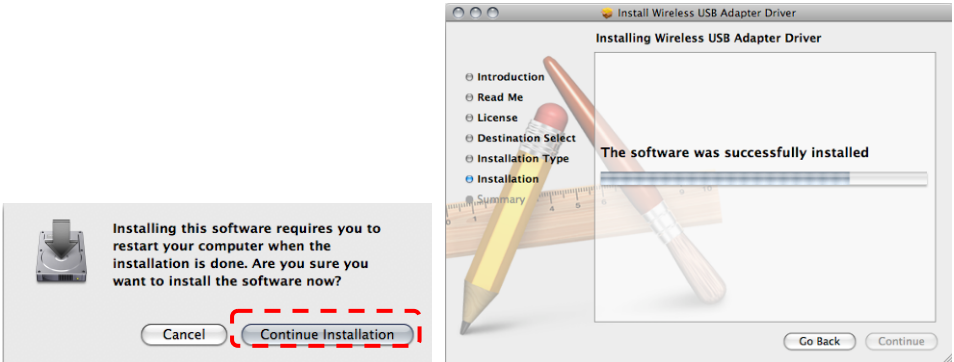 Installing this software requires you to
restart your computer when the
installation is done. Are you sure you
want to install the software now?
Cancel
Continue Installation
Install Wireless USB Adapter Driver
Installing Wireless USB Adapter Driver
Introduction
Read Me
License
Destination Select
Installation Type
Installation
Summary
The software was successfully installed
4 5
Go Back
Continue